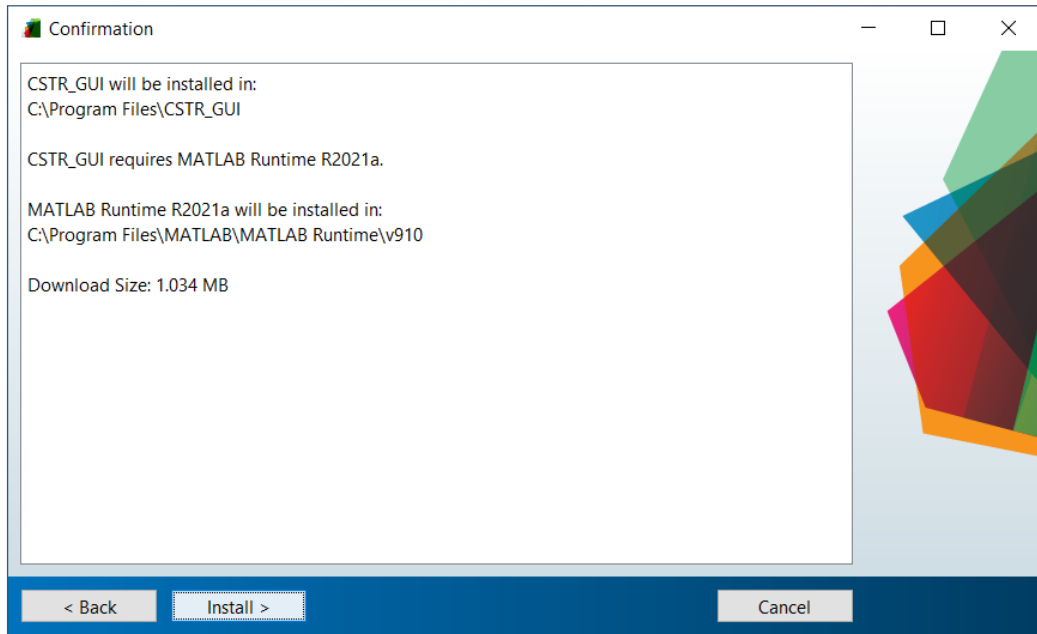 Confirmation
CSTR_GUI will be installed in:
C:\Program Files\CSTR_GUI
CSTR_GUI requires MATLAB Runtime R2021a.
MATLAB Runtime R2021a will be installed in:
C:\Program Files\MATLAB\MATLAB Runtime\v910
Download Size: 1.034 MB
< Back
Install >
Cancel